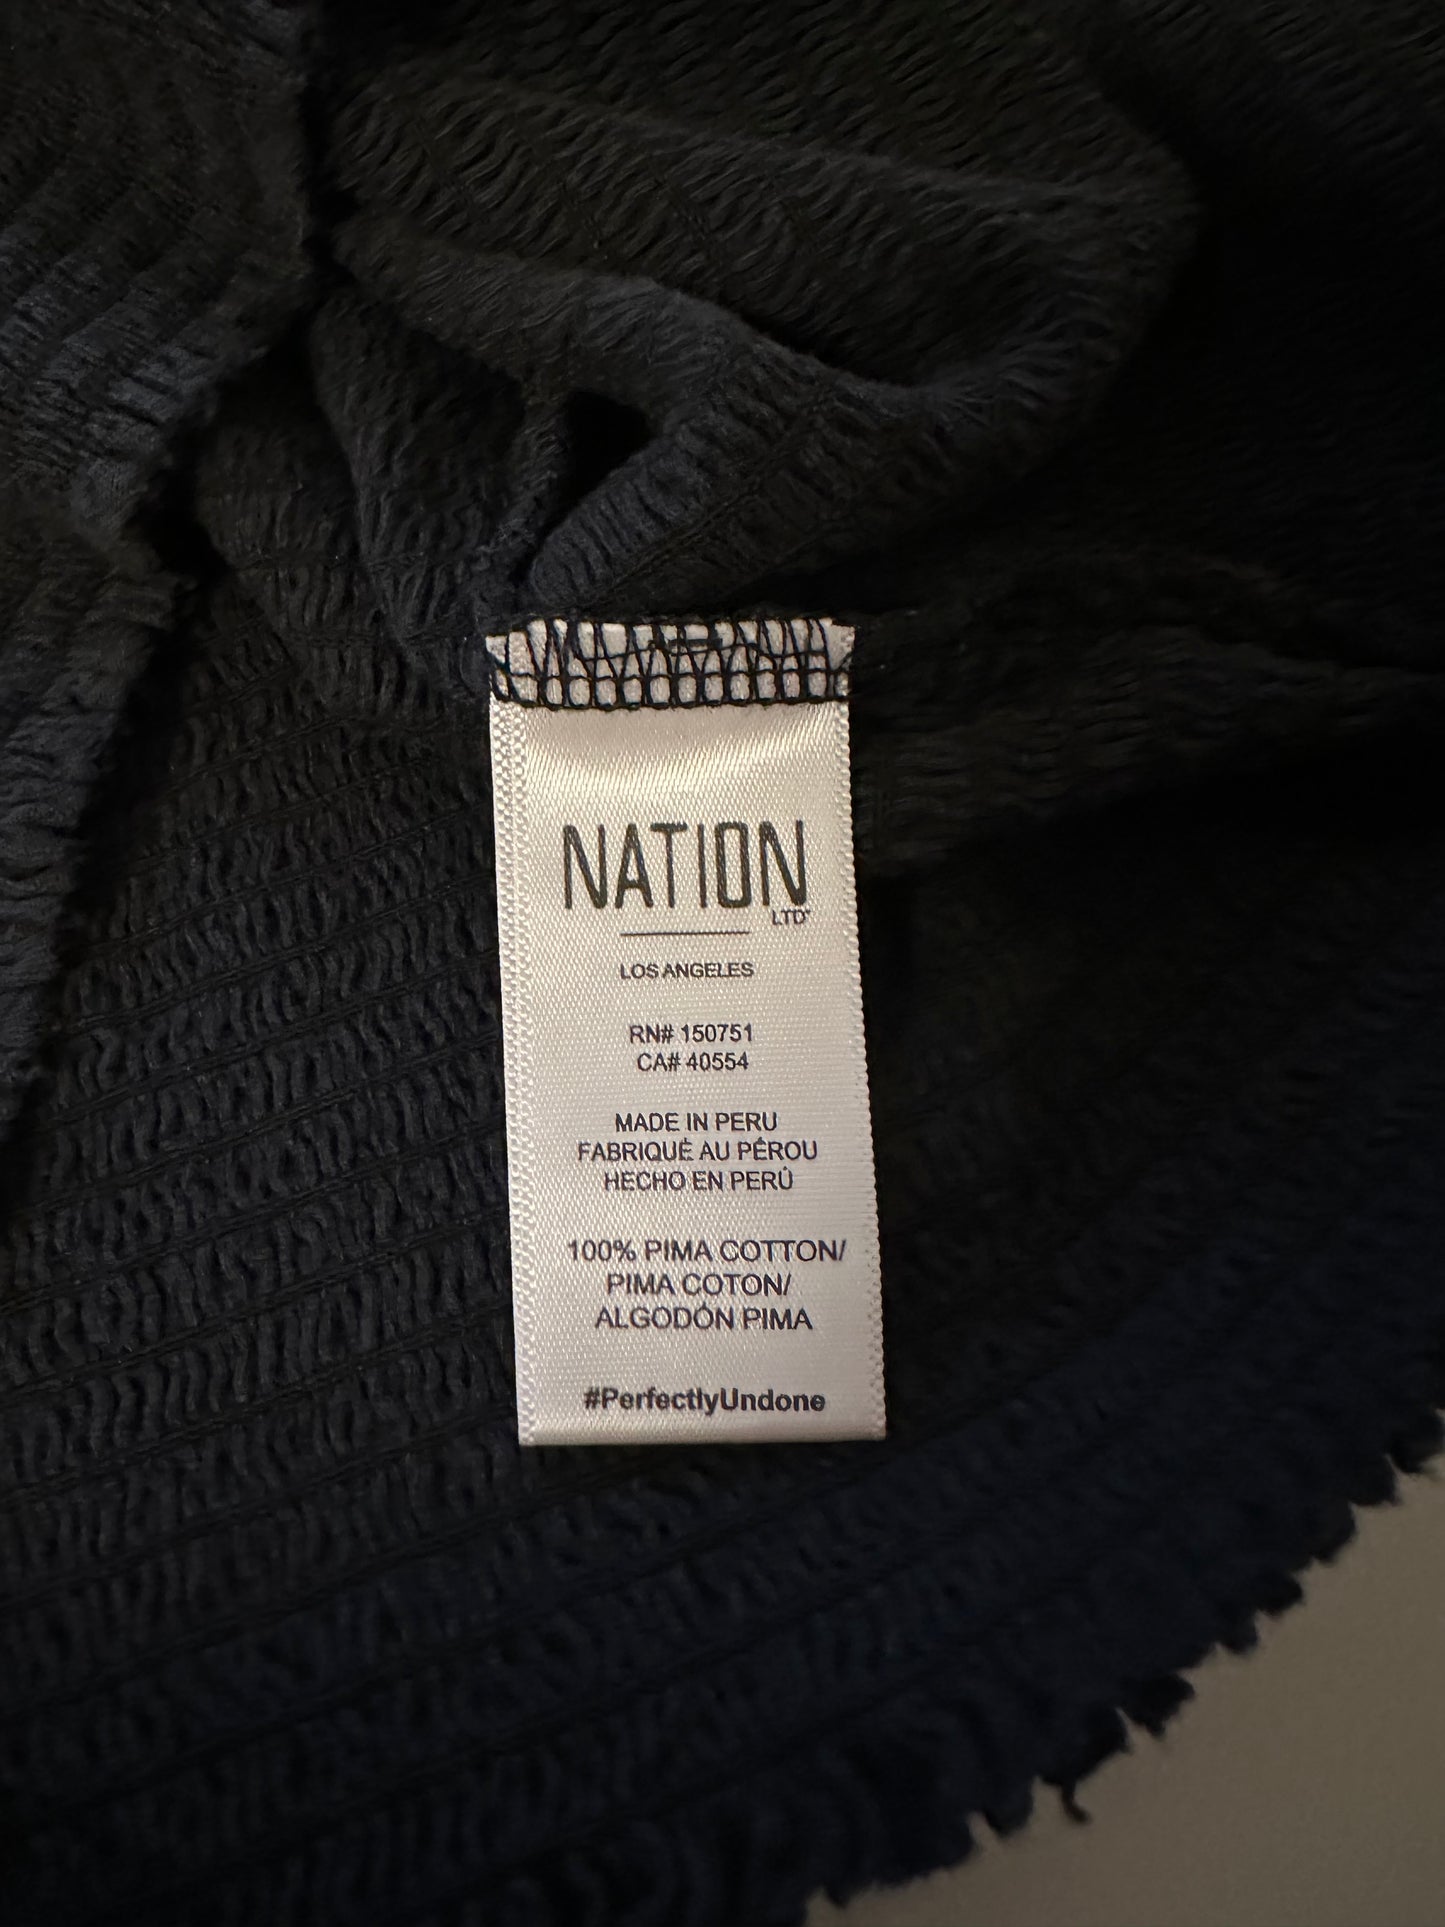 NATION
LTD
LOS ANGELES
RN# 150751
CA# 40554
MADE IN PERU
FABRIQUÉ AU PÉROU
HECHO EN PERÚ
100% PIMA COTTON/
PIMA COTON/
ALGODÓN PIMA
#PerfectlyUndone